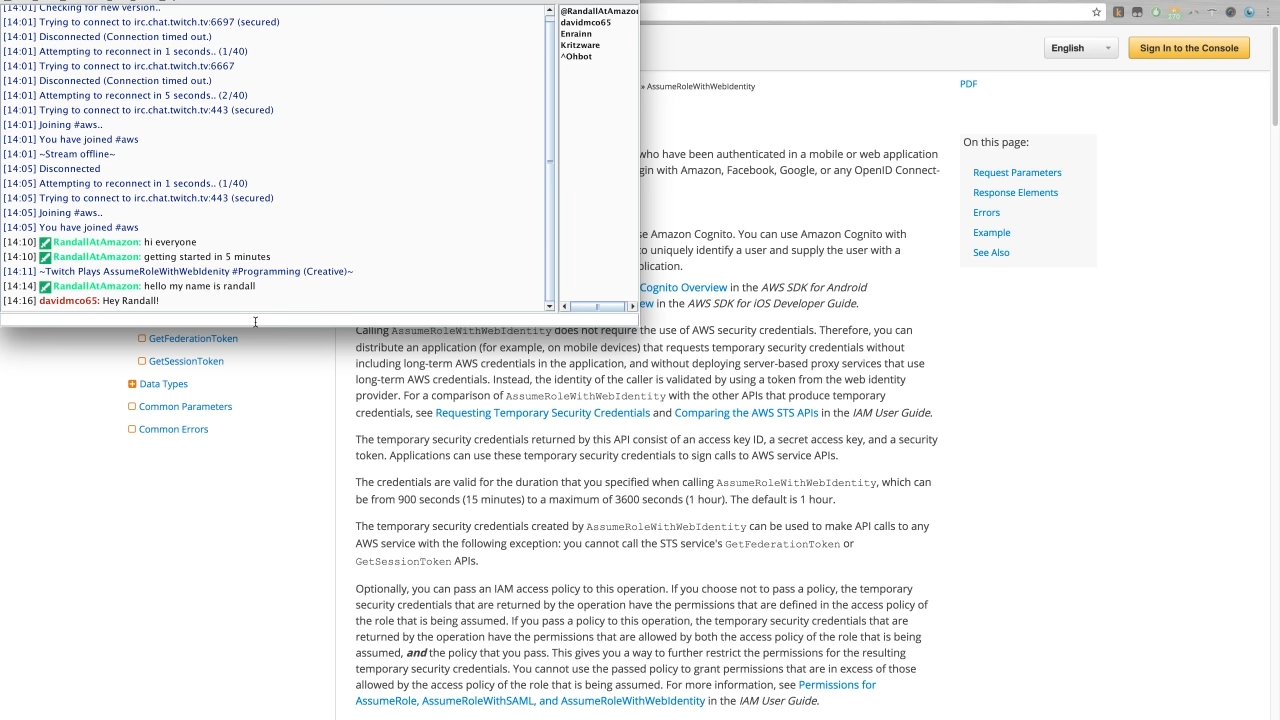 [14:01] Checking for new version..
[14:01] Trying to connect to irc.chat.twitch.tv:6697 (secured)
[14:01] Disconnected (Connection timed out.)
[14:01] Attempting to reconnect in 1 seconds.. (1/40)
[14:01] Trying to connect to irc.chat.twitch.tv:6667
[14:01] Disconnected (Connection timed out.)
[14:01] Attempting to reconnect in 5 seconds.. (2/40)
[14:01] Trying to connect to irc.chat.twitch.tv:443 (secured)
[14:01] Joining #aws..
[14:01] You have joined #aws
[14:01] ~Stream offline~
[14:05] Disconnected
[14:05] Attempting to reconnect in 1 seconds.. (1/40)
[14:05] Trying to connect to irc.chat.twitch.tv:443 (secured)
[14:05] Joining #aws..
[14:05] You have joined #aws
[14:10] RandallAtAmazon: hi everyone
[14:10] RandallAtAmazon: getting started in 5 minutes
[14:11] ~Twitch Plays AssumeRoleWithWebIdenity #Programming (Creative)~
[14:14] RandallAtAmazon: hello my name is randall
[14:16] davidmco65: Hey Randall!
@RandallAtAmazon
davidmco65
Enrainn
Kritzware
^Ohbot
English
Sign In to the Console
» AssumeRoleWithWebIdentity
PDF
On this page:
Request Parameters
Response Elements
Errors
Example
See Also
who have been authenticated in a mobile or web application
gin with Amazon, Facebook, Google, or any OpenID Connect-
se Amazon Cognito. You can use Amazon Cognito with
to uniquely identify a user and supply the user with a
plication.
Cognito Overview in the AWS SDK for Android
ew in the AWS SDK for iOS Developer Guide.
GetFederationToken
GetSessionToken
Data Types
Common Parameters
Common Errors
Calling AssumeRoleWithWebIdentity does not require the use of AWS security credentials. Therefore, you can
distribute an application (for example, on mobile devices) that requests temporary security credentials without
including long-term AWS credentials in the application, and without deploying server-based proxy services that use
long-term AWS credentials. Instead, the identity of the caller is validated by using a token from the web identity
provider. For a comparison of AssumeRoleWithWebIdentity with the other APIs that produce temporary
credentials, see Requesting Temporary Security Credentials and Comparing the AWS STS APIs in the IAM User Guide.
The temporary security credentials returned by this API consist of an access key ID, a secret access key, and a security
token. Applications can use these temporary security credentials to sign calls to AWS service APIs.
The credentials are valid for the duration that you specified when calling AssumeRoleWithWebIdentity, which can
be from 900 seconds (15 minutes) to a maximum of 3600 seconds (1 hour). The default is 1 hour.
The temporary security credentials created by AssumeRoleWithWebIdentity can be used to make API calls to any
AWS service with the following exception: you cannot call the STS service's GetFederationToken or
GetSessionToken APIs.
Optionally, you can pass an IAM access policy to this operation. If you choose not to pass a policy, the temporary
security credentials that are returned by the operation have the permissions that are defined in the access policy of
the role that is being assumed. If you pass a policy to this operation, the temporary security credentials that are
returned by the operation have the permissions that are allowed by both the access policy of the role that is being
assumed, and the policy that you pass. This gives you a way to further restrict the permissions for the resulting
temporary security credentials. You cannot use the passed policy to grant permissions that are in excess of those
allowed by the access policy of the role that is being assumed. For more information, see Permissions for
AssumeRole, AssumeRoleWithSAML, and AssumeRoleWithWebIdentity in the IAM User Guide.